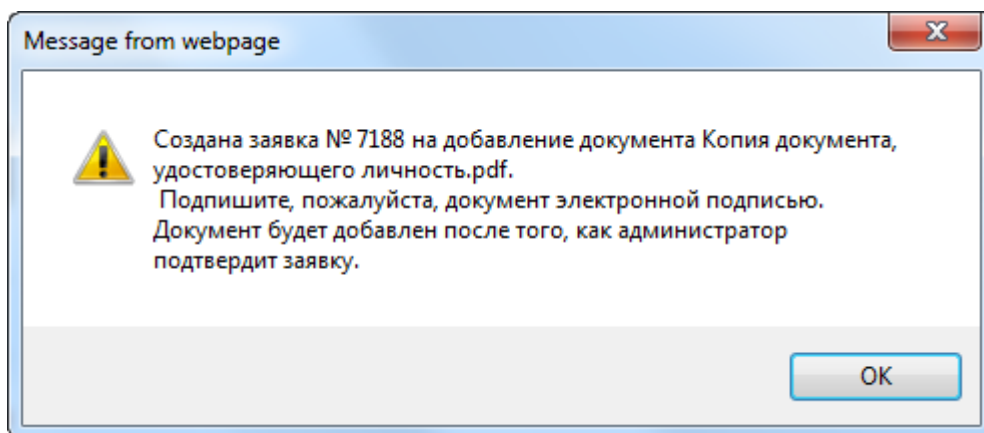 Message from webpage
Создана заявка № 7188 на добавление документа Копия документа,
удостоверяющего личность.pdf.
Подпишите, пожалуйста, документ электронной подписью.
Документ будет добавлен после того, как администратор
подтвердит заявку.
OK